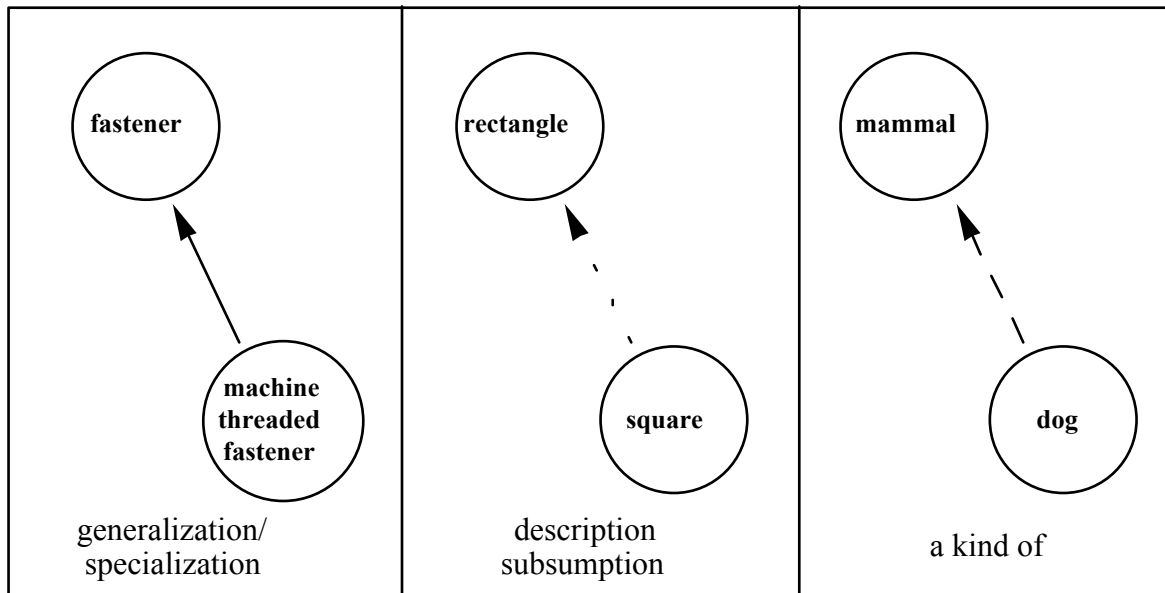 fastener
machine
threaded
fastener
generalization/
specialization
rectangle
square
description
subsumption
mammal
dog
a kind of